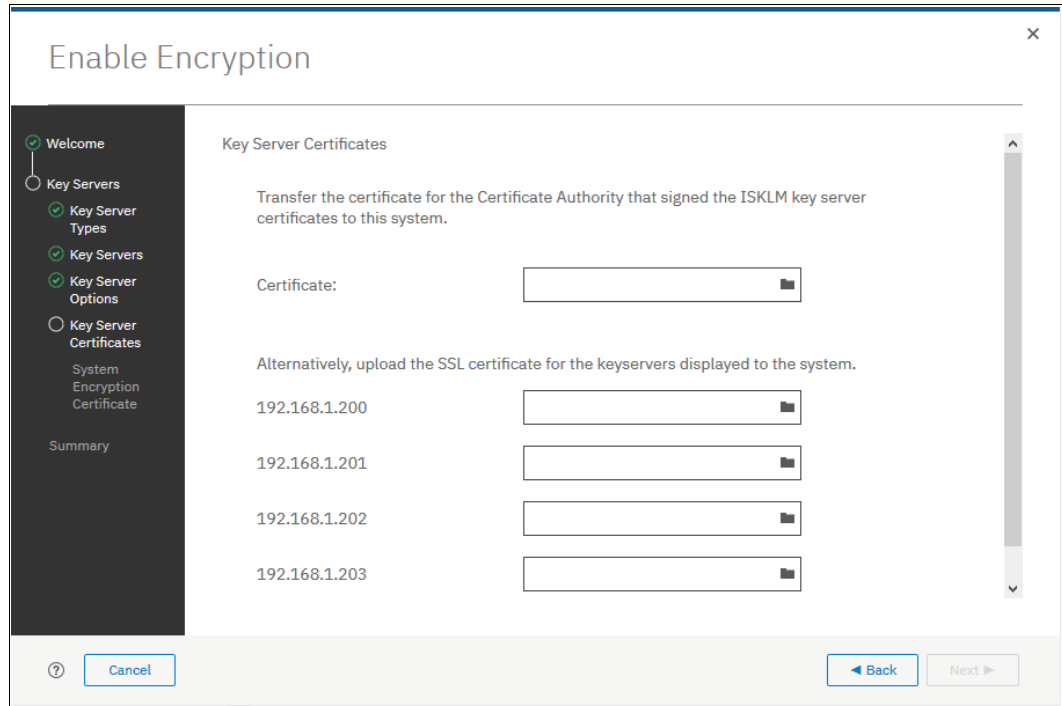 Enable Encryption
Welcome
Key Servers
Key Server
Types
Key Servers
Key Server
Options
Key Server
Certificates
System
Encryption
Certificate
Summary
Key Server Certificates
Transfer the certificate for the Certificate Authority that signed the ISKLM key server
certificates to this system.
Certificate:
Alternatively, upload the SSL certificate for the keyservers displayed to the system.
192.168.1.200
192.168.1.201
192.168.1.202
192.168.1.203
? Cancel
◀ Back
Next ▶